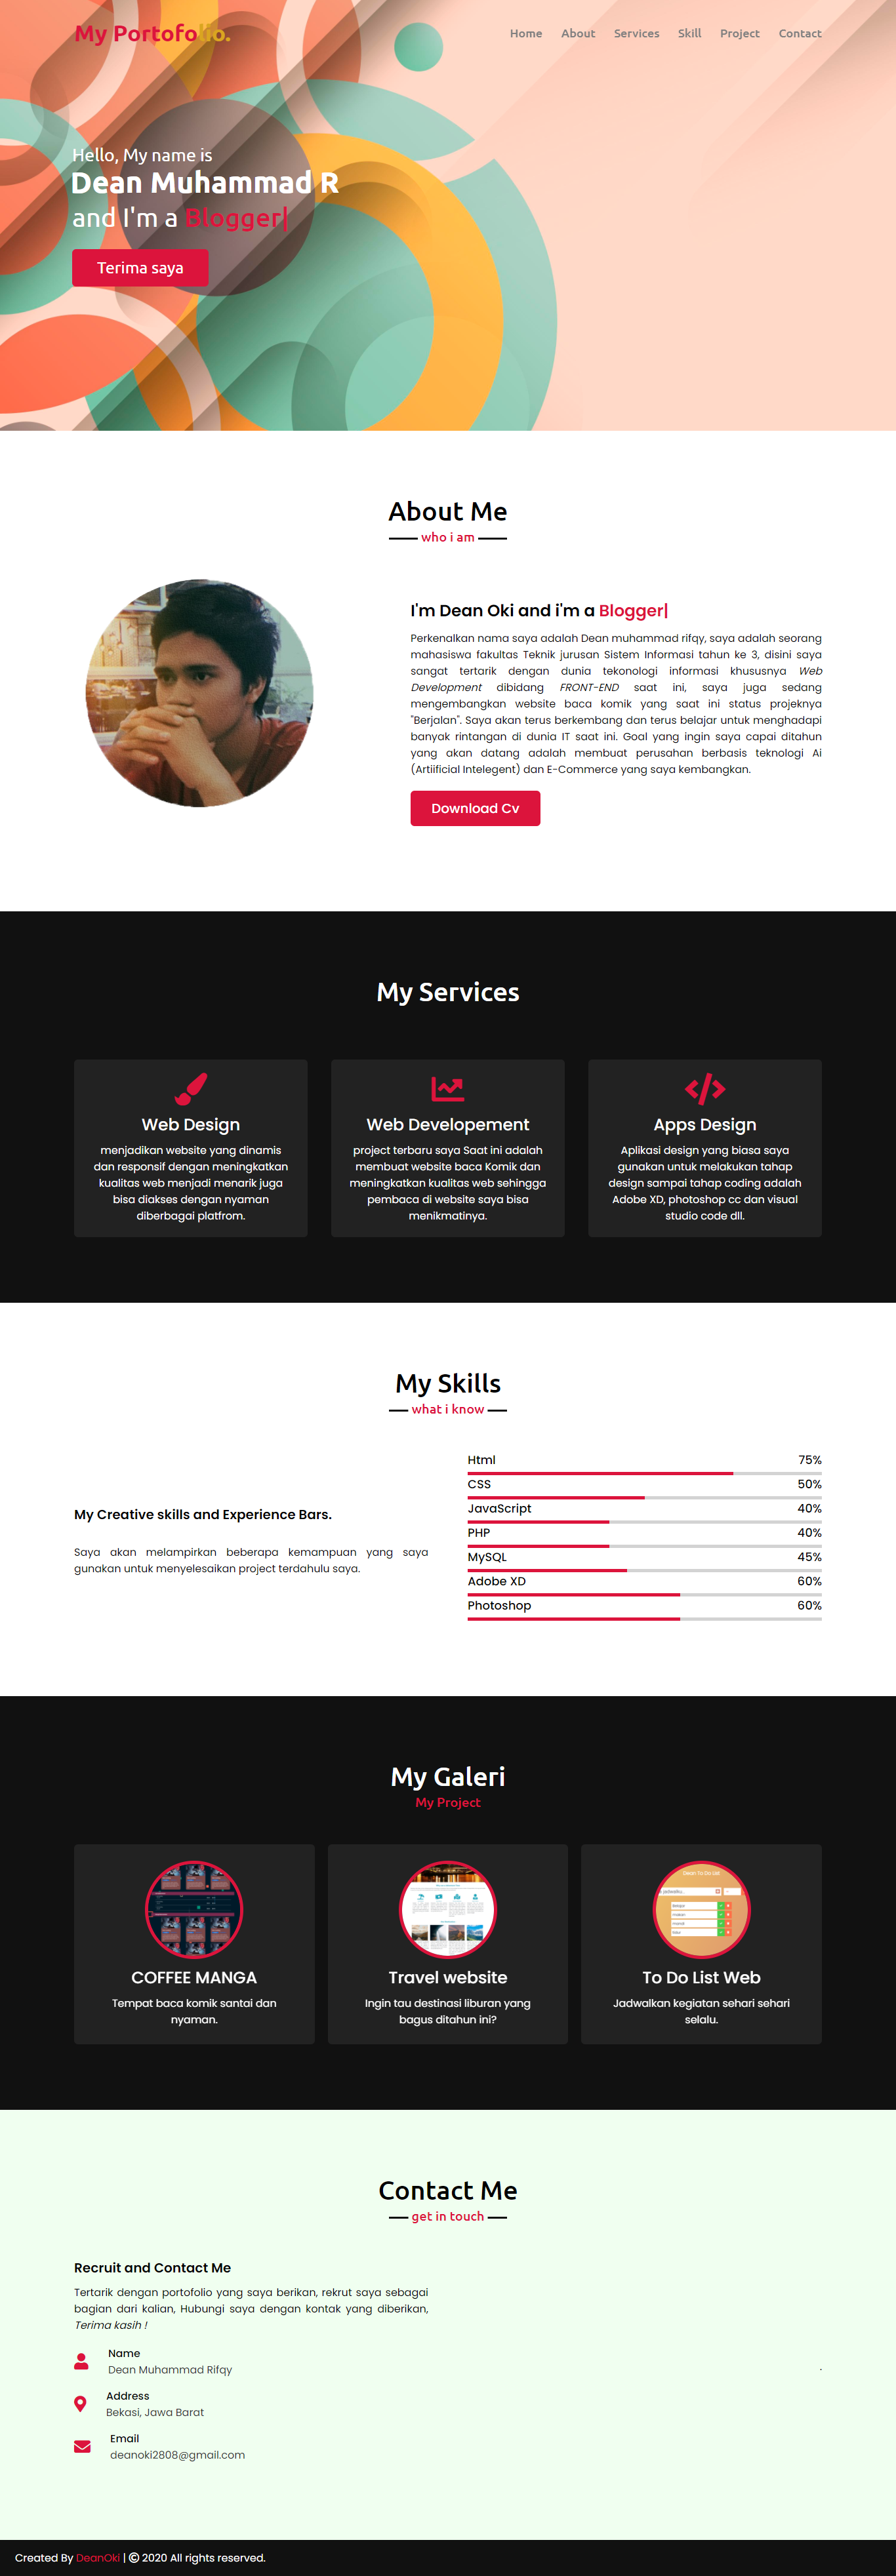 My Portofolio.
Home About Services Skill Project Contact
Hello, My name is
Dean Muhammad R
and I'm a Blogger|
Terima saya
About Me
who i am
I'm Dean Oki and i'm a Blogger|
Perkenalkan nama saya adalah Dean muhammad rifqy, saya adalah seorang
mahasiswa fakultas Teknik jurusan Sistem Informasi tahun ke 3, disini saya
sangat tertarik dengan dunia tekonologi informasi khususnya Web
Development dibidang FRONT-END saat ini, saya juga sedang
mengembangkan website baca komik yang saat ini status projeknya
"Berjalan". Saya akan terus berkembang dan terus belajar untuk menghadapi
banyak rintangan di dunia IT saat ini. Goal yang ingin saya capai ditahun
yang akan datang adalah membuat perusahan berbasis teknologi Ai
(Artiificial Intelegent) dan E-Commerce yang saya kembangkan.
Download Cv
My Services
Web Design
menjadikan website yang dinamis
dan responsif dengan meningkatkan
kualitas web menjadi menarik juga
bisa diakses dengan nyaman
diberbagai platfrom.
Web Developement
project terbaru saya Saat ini adalah
membuat website baca Komik dan
meningkatkan kualitas web sehingga
pembaca di website saya bisa
menikmatinya.
Apps Design
Aplikasi design yang biasa saya
gunakan untuk melakukan tahap
design sampai tahap coding adalah
Adobe XD, photoshop cc dan visual
studio code dll.
My Skills
what i know
My Creative skills and Experience Bars.
Saya akan melampirkan beberapa kemampuan yang saya
gunakan untuk menyelesaikan project terdahulu saya.
Html 75%
CSS 50%
JavaScript 40%
PHP 40%
MySQL 45%
Adobe XD 60%
Photoshop 60%
My Galeri
My Project
COFFEE MANGA
Tempat baca komik santai dan
nyaman.
Travel website
Ingin tau destinasi liburan yang
bagus ditahun ini?
To Do List Web
Jadwalkan kegiatan sehari sehari
selalu.
Contact Me
get in touch
Recruit and Contact Me
Tertarik dengan portofolio yang saya berikan, rekrut saya sebagai
bagian dari kalian, Hubungi saya dengan kontak yang diberikan,
Terima kasih !
Name
Dean Muhammad Rifqy
Address
Bekasi, Jawa Barat
Email
deanoki2808@gmail.com
Created By DeanOki | © 2020 All rights reserved.